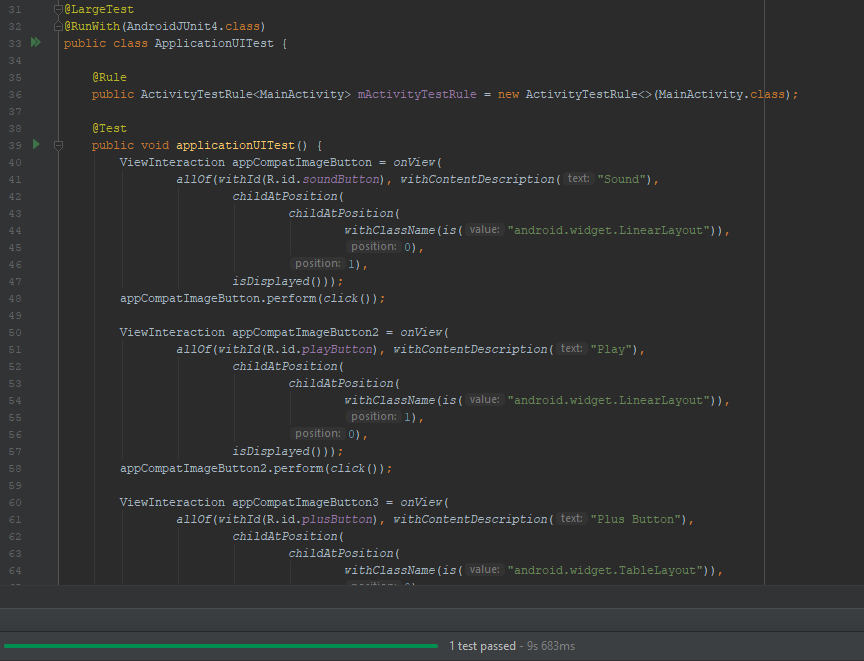 31 @LargeTest
32 @RunWith(AndroidJUnit4.class)
33 public class ApplicationUITest {
34
35 @Rule
36 public ActivityTestRule<MainActivity> mActivityTestRule = new ActivityTestRule<>(MainActivity.class);
37
38 @Test
39 public void applicationUITest() {
40 ViewInteraction appCompatImageButton = onView(
41 allOf(withId(R.id.soundButton), withContentDescription( text: "Sound"),
42 childAtPosition(
43 childAtPosition(
44 withClassName(is( value: "android.widget.LinearLayout")),
45 position: 0),
46 position: 1),
47 isDisplayed()));
48 appCompatImageButton.perform(click());
49
50 ViewInteraction appCompatImageButton2 = onView(
51 allOf(withId(R.id.playButton), withContentDescription( text: "Play"),
52 childAtPosition(
53 childAtPosition(
54 withClassName(is( value: "android.widget.LinearLayout")),
55 position: 1),
56 position: 0),
57 isDisplayed()));
58 appCompatImageButton2.perform(click());
59
60 ViewInteraction appCompatImageButton3 = onView(
61 allOf(withId(R.id.plusButton), withContentDescription( text: "Plus Button"),
62 childAtPosition(
63 childAtPosition(
64 withClassName(is( value: "android.widget.TableLayout")),
1 test passed - 9s 683ms